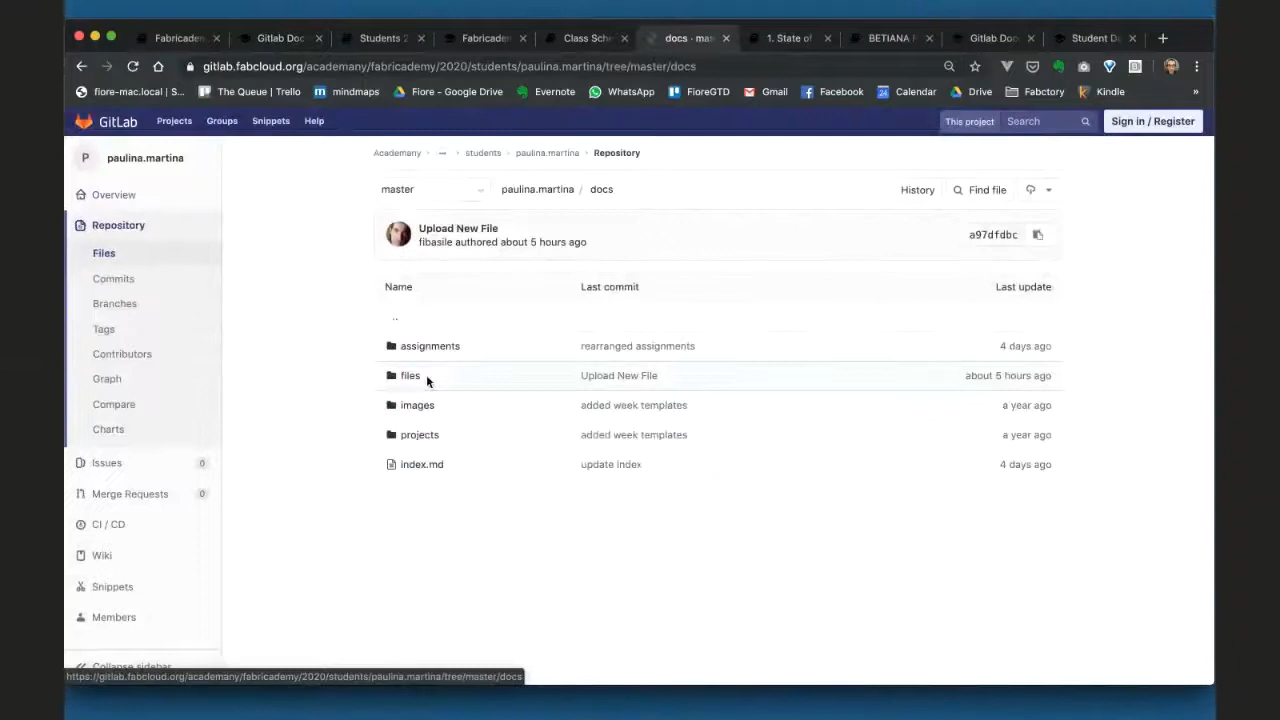 Fabricaden
Gitlab Doc
Students 2
Fabricaden
Class Sche
docs · mas
1. State of
BETIANA F
Gitlab Doc
Student Da
gitlab.fabcloud.org/academany/fabricademy/2020/students/paulina.martina/tree/master/docs
fiore-mac.local | S...
The Queue | Trello
mindmaps
Fiore - Google Drive
Evernote
WhatsApp
FioreGTD
Gmail
Facebook
Calendar
Drive
Fabctory
Kindle
»
GitLab
Projects
Groups
Snippets
Help
This project
Search
Sign in / Register
P
paulina.martina
Overview
Repository
Files
Commits
Branches
Tags
Contributors
Graph
Compare
Charts
Issues 0
Merge Requests 0
CI / CD
Wiki
Snippets
Members
Collapse sidebar
Academany › ... › students › paulina.martina › Repository
master
paulina.martina / docs
History
Find file
Upload New File
fibasile authored about 5 hours ago
a97dfdbc
Name Last commit Last update
..
assignments rearranged assignments 4 days ago
files Upload New File about 5 hours ago
images added week templates a year ago
projects added week templates a year ago
index.md update index 4 days ago
https://gitlab.fabcloud.org/academany/fabricademy/2020/students/paulina.martina/tree/master/docs